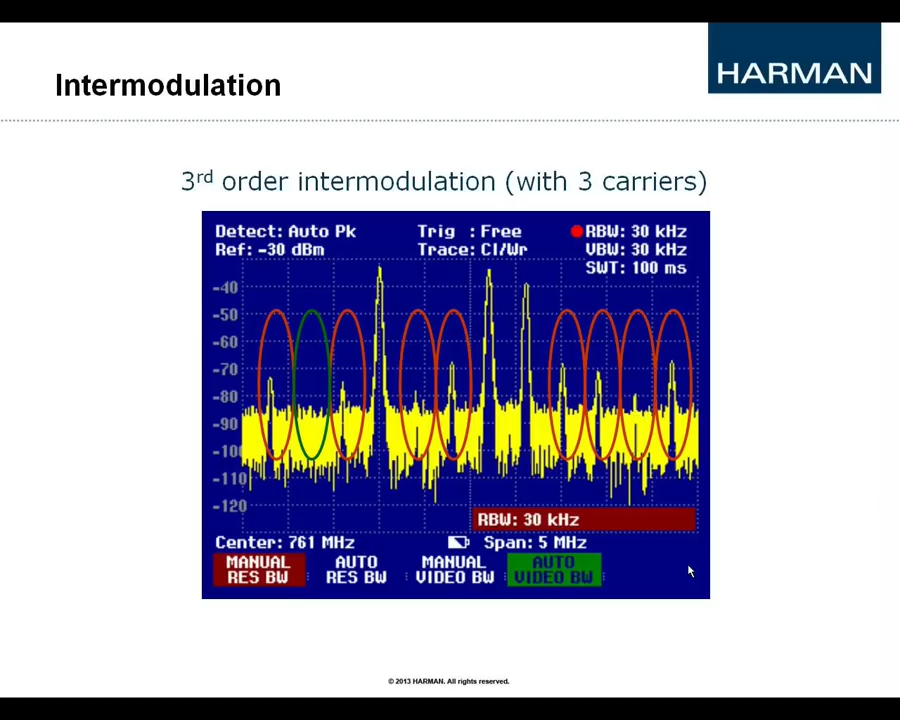 HARMAN
Intermodulation
3rd order intermodulation (with 3 carriers)
Detect: Auto Pk Trig : Free RBW: 30 kHz
Ref: -30 dBm Trace: Cl/Wr VBW: 30 kHz
SWT: 100 ms
-40
-50
-60
-70
-80
-90
-100
-110
-120
RBW: 30 kHz
Center: 761 MHz Span: 5 MHz
MANUAL AUTO MANUAL AUTO
RES BW RES BW VIDEO BW VIDEO BW
© 2013 HARMAN. All rights reserved.